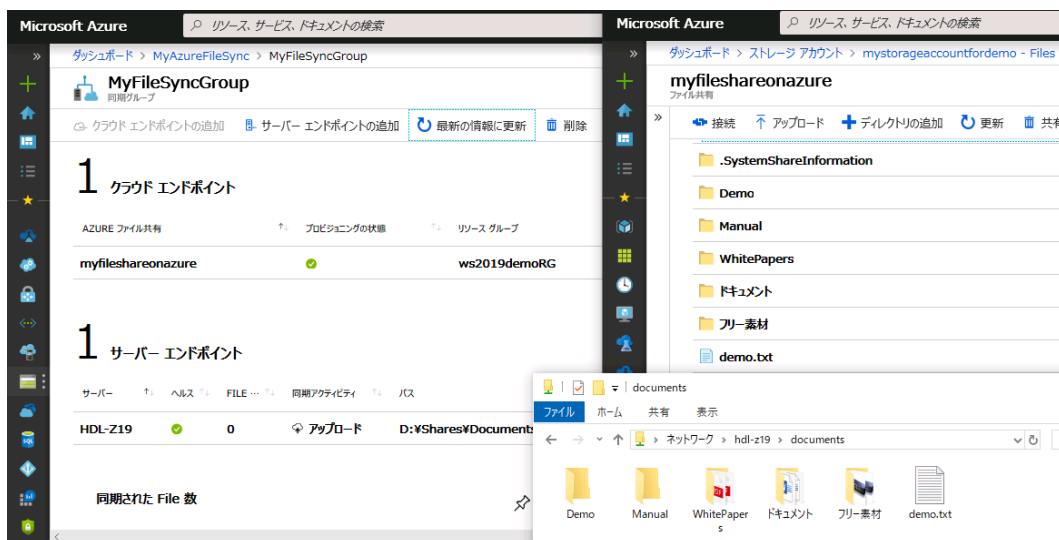 Microsoft Azure
リソース、サービス、ドキュメントの検索
ダッシュボード > MyAzureFileSync > MyFileSyncGroup
MyFileSyncGroup
同期グループ
クラウド エンドポイントの追加
サーバー エンドポイントの追加
最新の情報に更新
削除
1 クラウド エンドポイント
AZURE ファイル共有
プロビジョニングの状態
リソース グループ
myfileshareonazure
ws2019demoRG
1 サーバー エンドポイント
サーバー
ヘルス
FILE ...
同期アクティビティ
パス
HDL-Z19
0
アップロード
D:¥Shares¥Documents
同期された File 数
Microsoft Azure
リソース、サービス、ドキュメントの検索
ダッシュボード > ストレージ アカウント > mystorageaccountfordemo - Files
myfileshareonazure
ファイル共有
接続
アップロード
ディレクトリの追加
更新
共有
.SystemShareInformation
Demo
Manual
WhitePapers
ドキュメント
フリー素材
demo.txt
documents
ファイル
ホーム
共有
表示
ネットワーク > hdl-z19 > documents
Demo
Manual
WhitePaper
s
ドキュメント
フリー素材
demo.txt